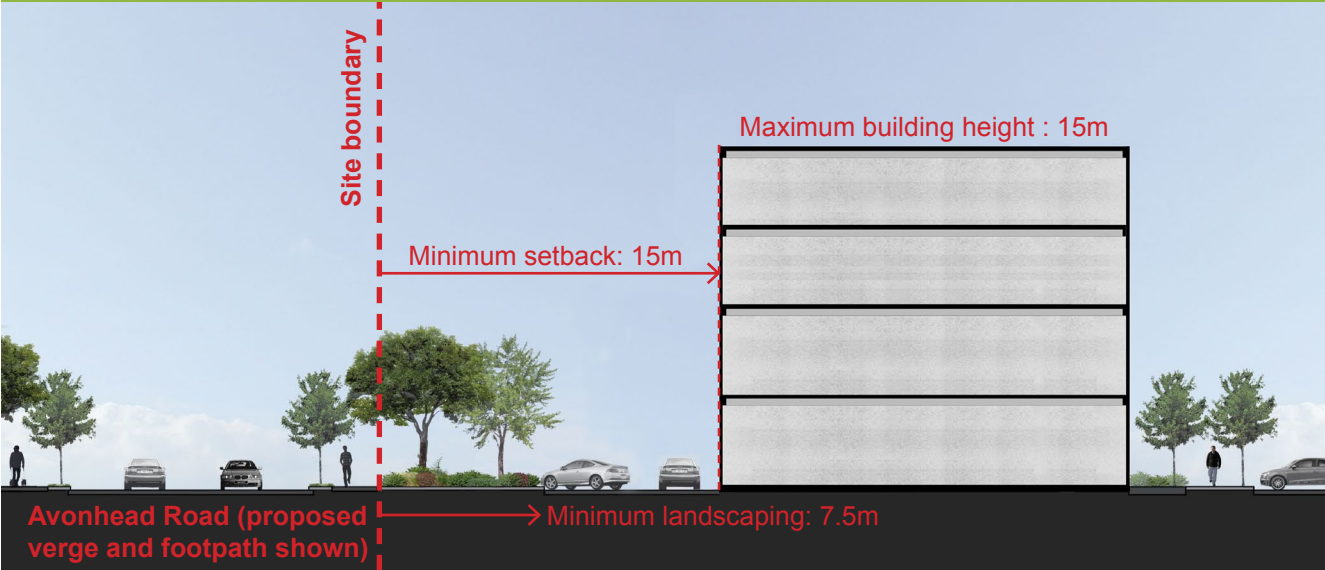 Site boundary
Maximum building height : 15m
Minimum setback: 15m
Avonhead Road (proposed
verge and footpath shown)
Minimum landscaping: 7.5m